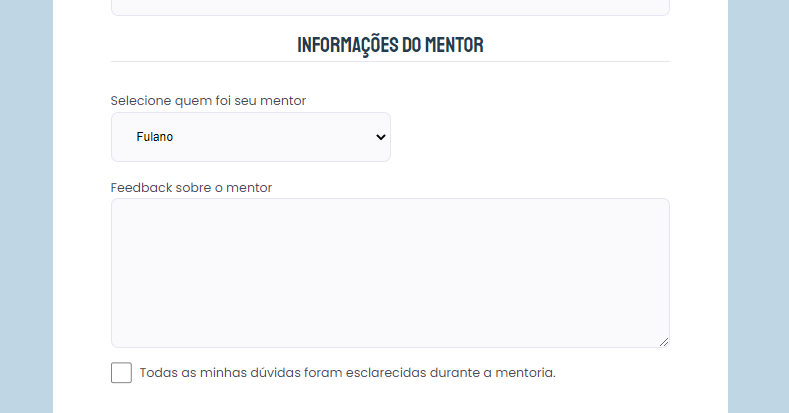 INFORMAÇÕES DO MENTOR
Selecione quem foi seu mentor
Fulano
Feedback sobre o mentor
Todas as minhas dúvidas foram esclarecidas durante a mentoria.